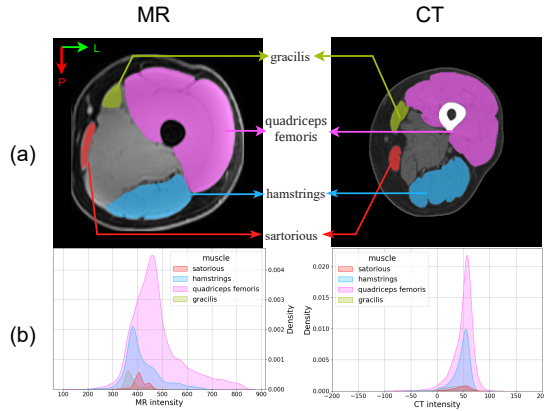 MR
CT
L
P
(a)
gracilis
quadriceps
femoris
hamstrings
sartorious
(b)
muscle
satorious
hamstrings
quadriceps femoris
gracilis
0.004
0.003
0.002
0.001
0.000
Density
100 200 300 400 500 600 700 800 900
MR intensity
muscle
satorious
hamstrings
quadriceps femoris
gracilis
0.020
0.015
0.010
0.005
0.000
Density
−200 −150 −100 −50 0 50 100 150 200
CT intensity